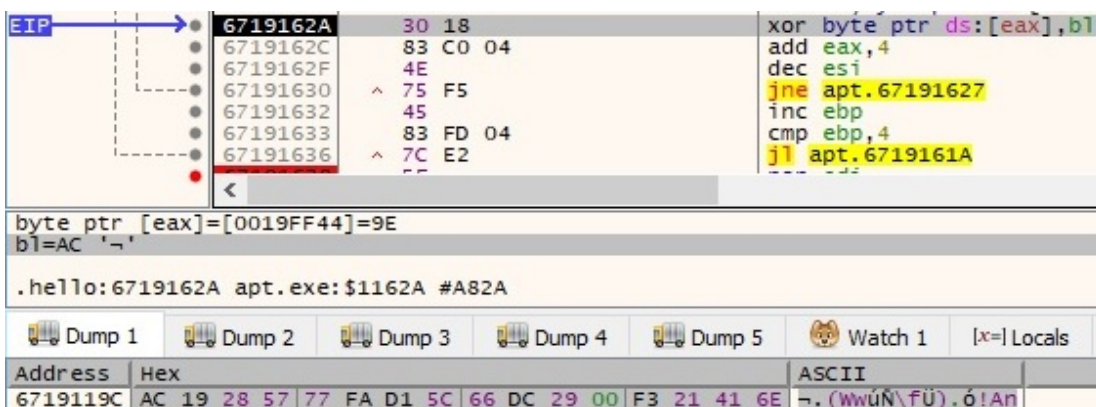 EIP
6719162A 30 18 xor byte ptr ds:[eax],bl
6719162C 83 C0 04 add eax,4
6719162F 4E dec esi
67191630 ^ 75 F5 jne apt.67191627
67191632 45 inc ebp
67191633 83 FD 04 cmp ebp,4
67191636 ^ 7C E2 jl apt.6719161A
byte ptr [eax]=[0019FF44]=9E
bl=AC '¬'
.hello:6719162A apt.exe:$1162A #A82A
Dump 1 Dump 2 Dump 3 Dump 4 Dump 5 Watch 1 [x=] Locals
Address Hex ASCII
6719119C AC 19 28 57 77 FA D1 5C 66 DC 29 00 F3 21 41 6E ¬.(WwúÑ\fÜ).ó!An